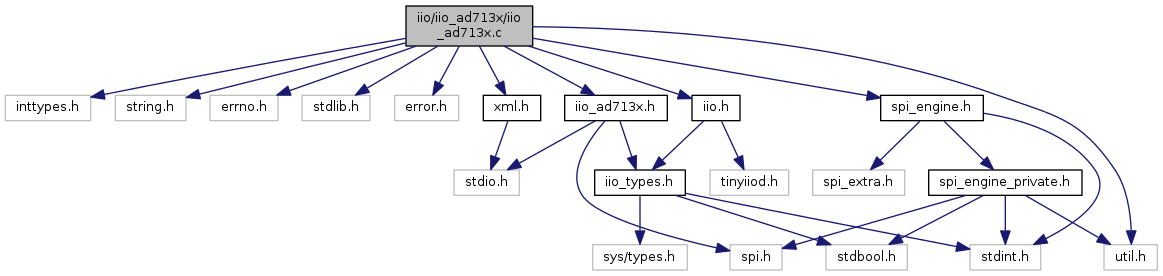 iio/iio_ad713x/iio
_ad713x.c
inttypes.h
string.h
errno.h
stdlib.h
error.h
xml.h
iio_ad713x.h
iio.h
spi_engine.h
stdio.h
iio_types.h
tinyiiod.h
spi_extra.h
spi_engine_private.h
sys/types.h
spi.h
stdbool.h
stdint.h
util.h